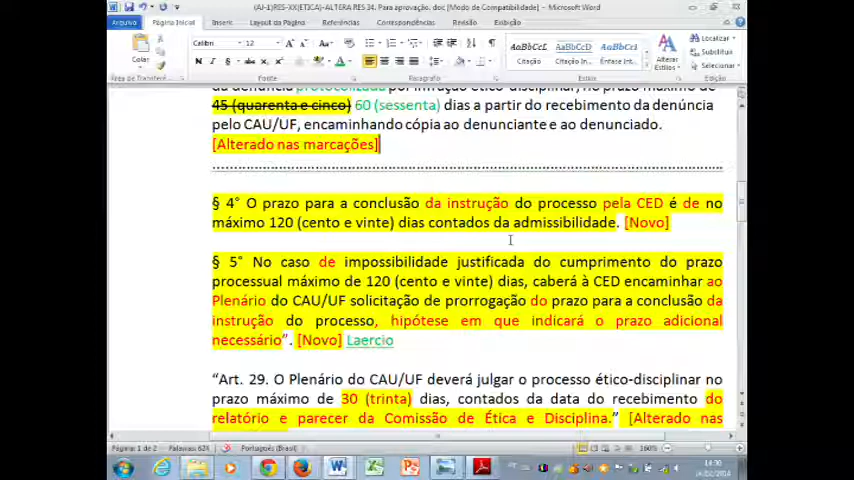 (AJ-1)RES-XX(ETICA)-ALTERA RES 34. Para aprovação. doc [Modo de Compatibilidade] - Microsoft Word
Arquivo Página Inicial Inserir Layout da Página Referências Correspondências Revisão Exibição
Calibri 12 Localizar
Substituir
Selecionar
Colar AaBbCcL AaBbCcD AaBbCcI Alterar
Citação Citação In... Ênfase Int... Estilos
Área de Transf... Fonte Parágrafo Estilo Edição
da denúncia protocolizada por infração ético-disciplinar, no prazo máximo de
45 (quarenta e cinco) 60 (sessenta) dias a partir do recebimento da denúncia
pelo CAU/UF, encaminhando cópia ao denunciante e ao denunciado.
[Alterado nas marcações]
§ 4° O prazo para a conclusão da instrução do processo pela CED é de no
máximo 120 (cento e vinte) dias contados da admissibilidade. [Novo]
§ 5° No caso de impossibilidade justificada do cumprimento do prazo
processual máximo de 120 (cento e vinte) dias, caberá à CED encaminhar ao
Plenário do CAU/UF solicitação de prorrogação do prazo para a conclusão da
instrução do processo, hipótese em que indicará o prazo adicional
necessário”. [Novo] Laercio
“Art. 29. O Plenário do CAU/UF deverá julgar o processo ético-disciplinar no
prazo máximo de 30 (trinta) dias, contados da data do recebimento do
relatório e parecer da Comissão de Ética e Disciplina.” [Alterado nas
Página: 1 de 2 Palavras: 624 Português (Brasil) 160%
PT 14:30